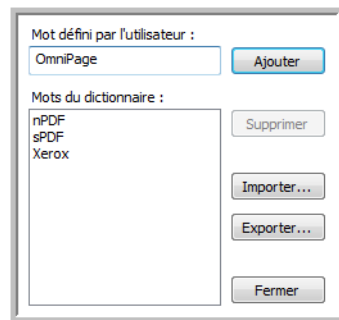 Mot défini par l'utilisateur :
OmniPage
Ajouter
Mots du dictionnaire :
nPDF
sPDF
Xerox
Supprimer
Importer...
Exporter...
Fermer